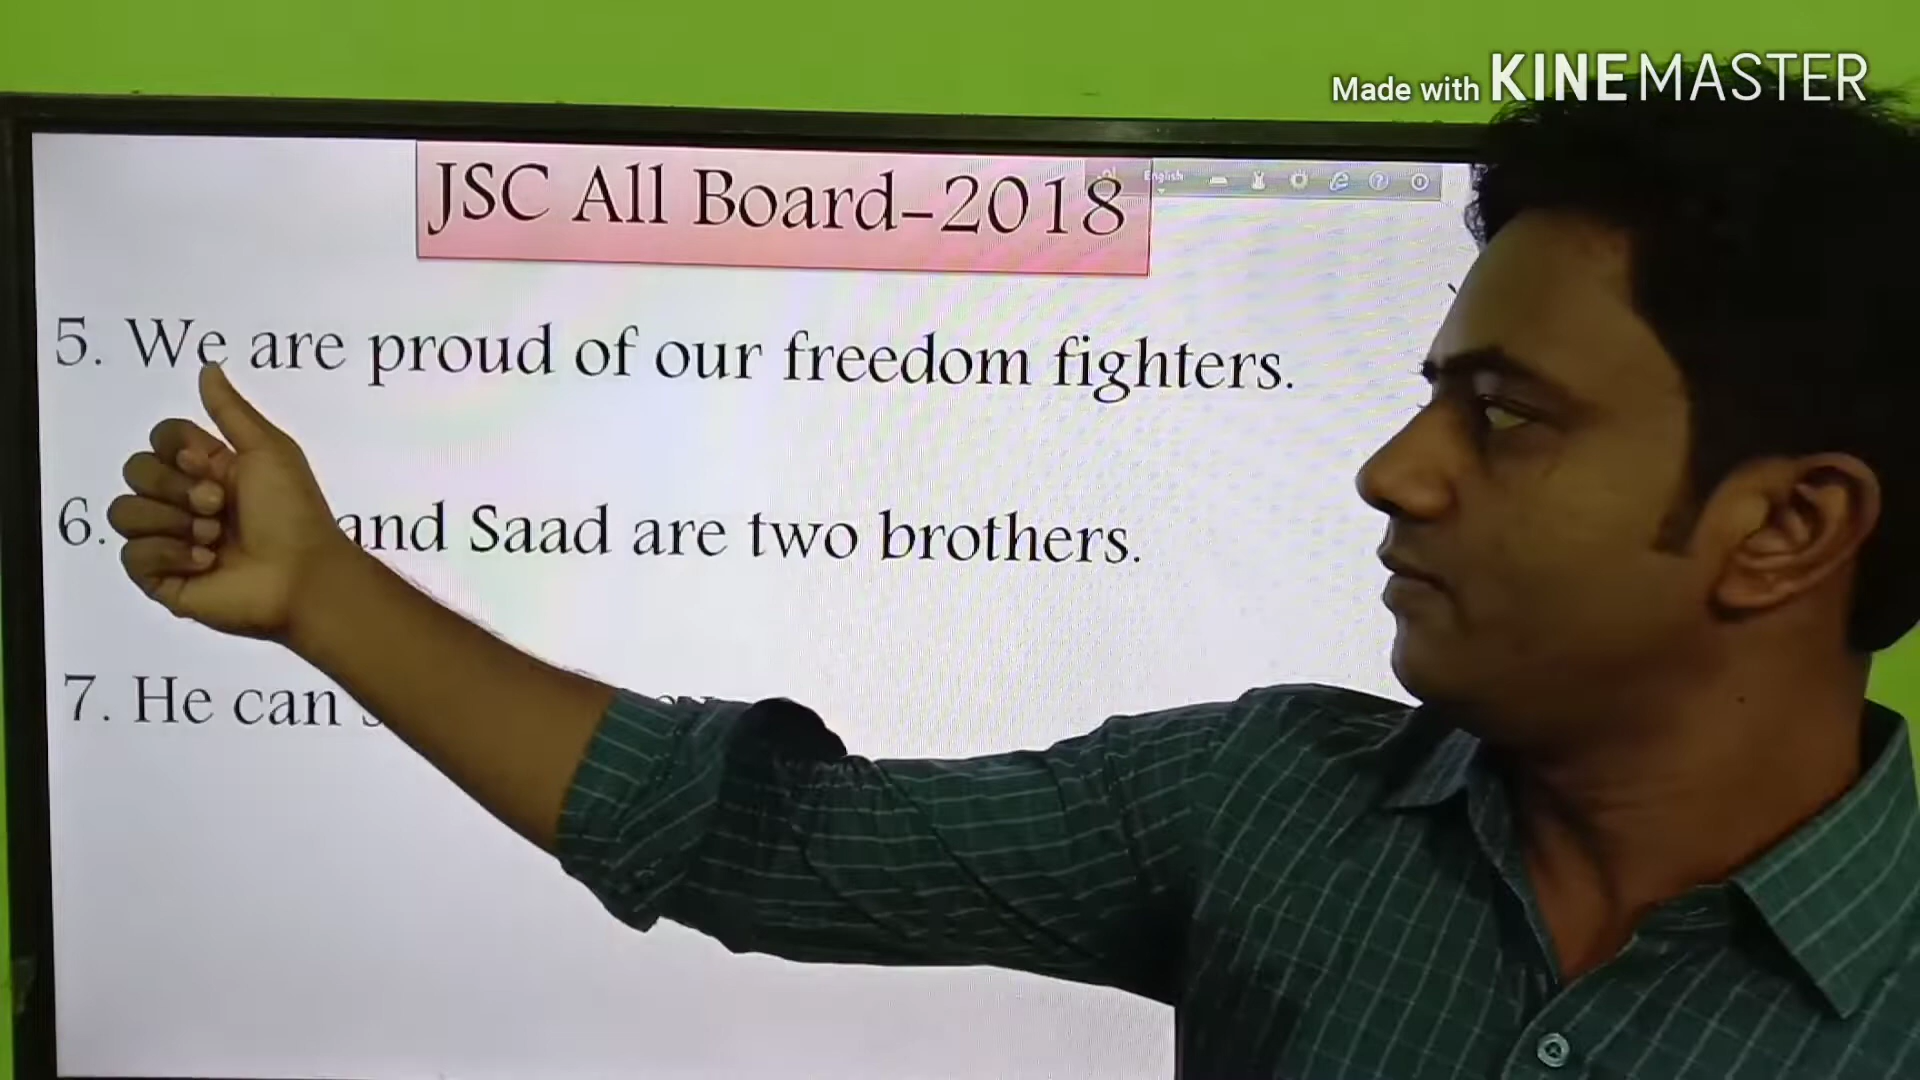 Made with KINEMASTER
JSC All Board-2018
English
5. We are proud of our freedom fighters.
6. and Saad are two brothers.
7. He can